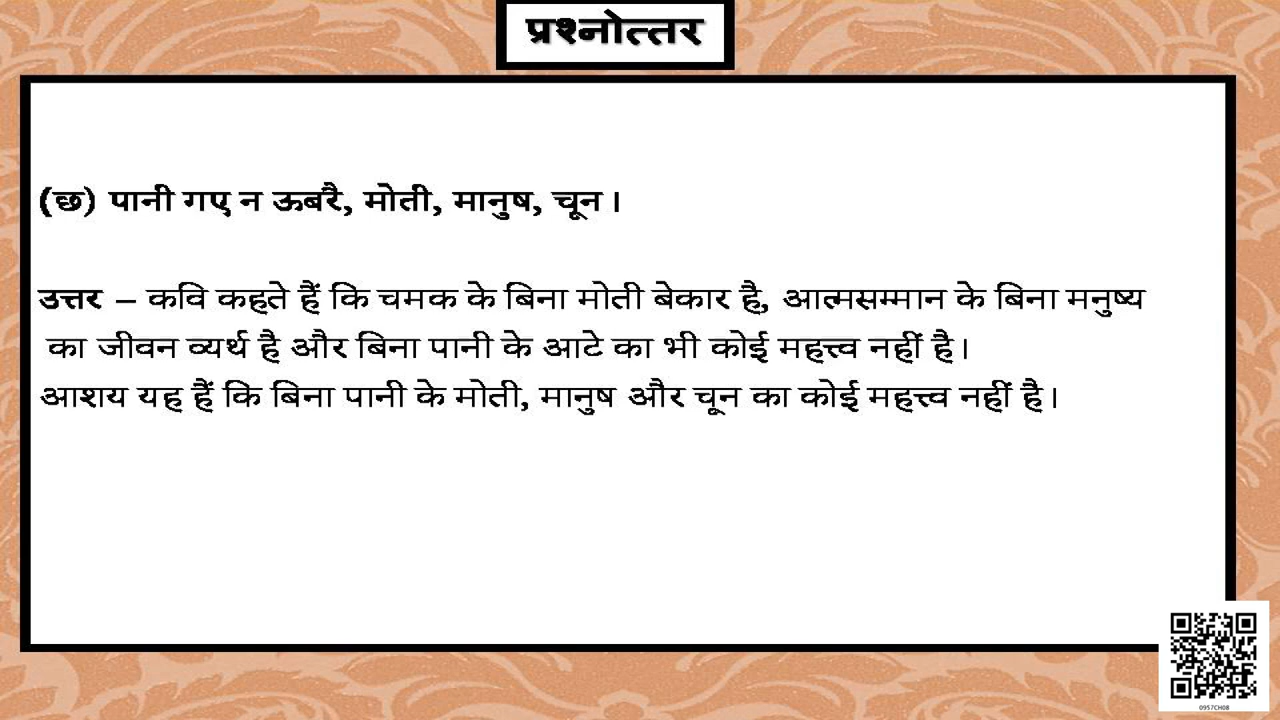 प्रश्नोत्तर
(छ) पानी गए न ऊबरै, मोती, मानुष, चून।
उत्तर – कवि कहते हैं कि चमक के बिना मोती बेकार है, आत्मसम्मान के बिना मनुष्य
का जीवन व्यर्थ है और बिना पानी के आटे का भी कोई महत्त्व नहीं है।
आशय यह हैं कि बिना पानी के मोती, मानुष और चून का कोई महत्त्व नहीं है।
0957CH08